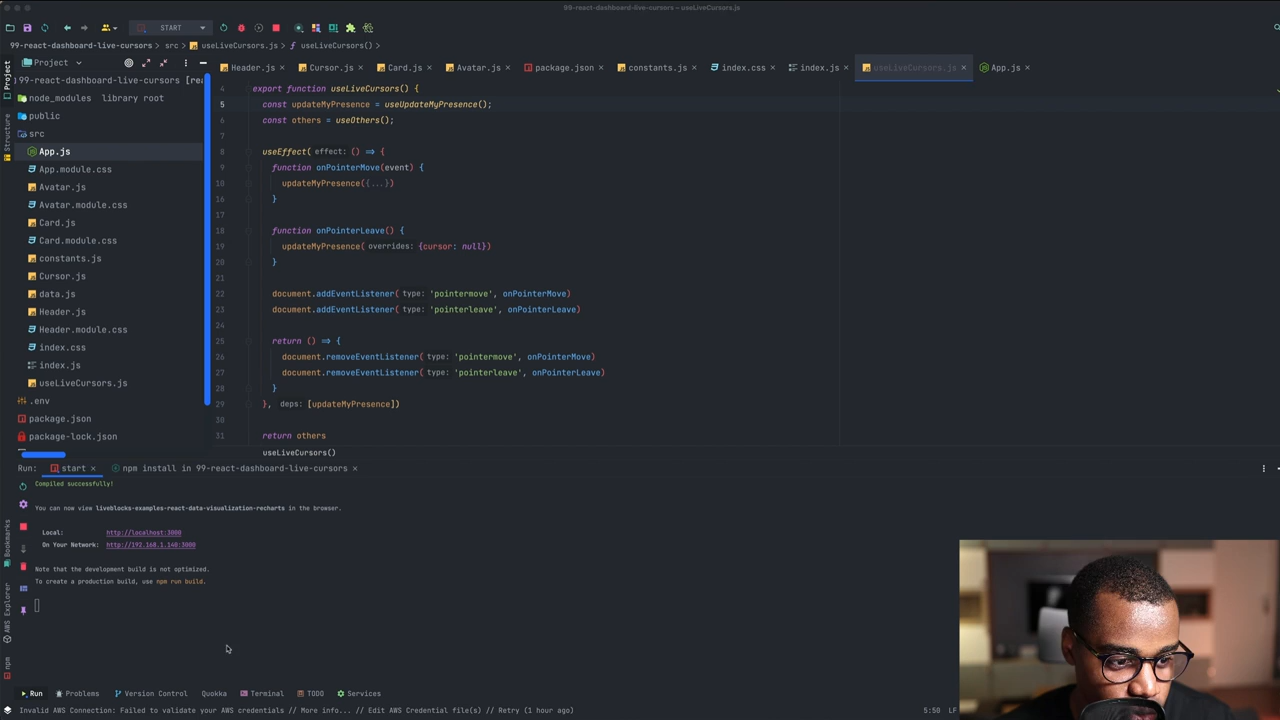 99-react-dashboard-live-cursors – useLiveCursors.js
START
99-react-dashboard-live-cursors > src > useLiveCursors.js > useLiveCursors()
Project
Header.js × Cursor.js × Card.js × Avatar.js × package.json × constants.js × index.css × index.js × useLiveCursors.js × App.js ×
99-react-dashboard-live-cursors
node_modules library root
public
src
App.js
App.module.css
Avatar.js
Avatar.module.css
Card.js
Card.module.css
constants.js
Cursor.js
data.js
Header.js
Header.module.css
index.css
index.js
useLiveCursors.js
.env
package.json
package-lock.json
Project
Structure
4 export function useLiveCursors() {
5 const updateMyPresence = useUpdateMyPresence();
6 const others = useOthers();
7
8 useEffect( effect: () => {
9 function onPointerMove(event) {
10 updateMyPresence({...})
16 }
17
18 function onPointerLeave() {
19 updateMyPresence( overrides: {cursor: null})
20 }
21
22 document.addEventListener( type: 'pointermove', onPointerMove)
23 document.addEventListener( type: 'pointerleave', onPointerLeave)
24
25 return () => {
26 document.removeEventListener( type: 'pointermove', onPointerMove)
27 document.removeEventListener( type: 'pointerleave', onPointerLeave)
28 }
29 }, deps: [updateMyPresence])
30
31 return others
useLiveCursors()
Run: start × npm install in 99-react-dashboard-live-cursors ×
Compiled successfully!
You can now view liveblocks-examples-react-data-visualization-recharts in the browser.
Local: http://localhost:3000
On Your Network: http://192.168.1.140:3000
Note that the development build is not optimized.
To create a production build, use npm run build.
Bookmarks
AWS Explorer
npm
Run Problems Version Control Quokka Terminal TODO Services
Invalid AWS Connection: Failed to validate your AWS credentials // More info... // Edit AWS Credential file(s) // Retry (1 hour ago)
5:50 LF